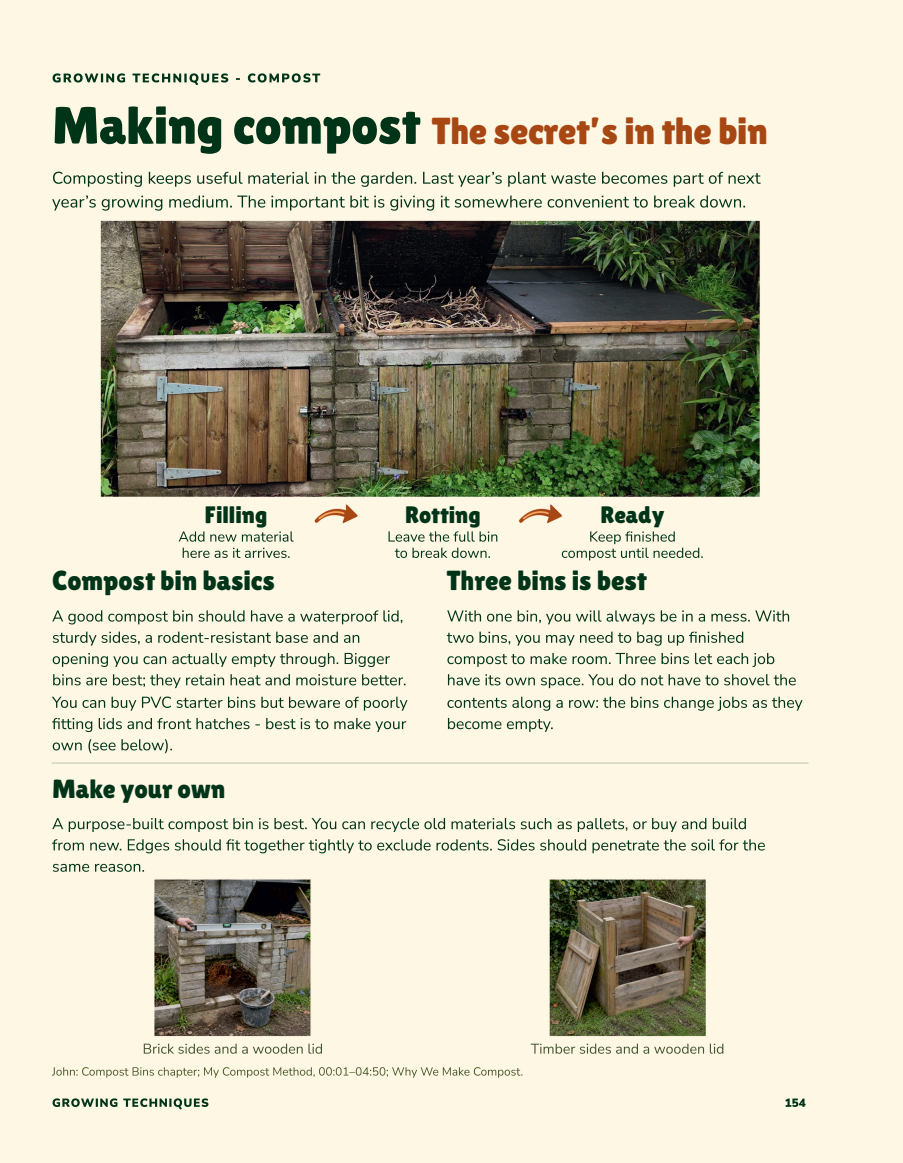 GROWING TECHNIQUES - COMPOST
Making compost The secret's in the bin
Composting keeps useful material in the garden. Last year's plant waste becomes part of next
year's growing medium. The important bit is giving it somewhere convenient to break down.
Filling
Add new material
here as it arrives.
Rotting
Leave the full bin
to break down.
Ready
Keep finished
compost until needed.
Compost bin basics
A good compost bin should have a waterproof lid,
sturdy sides, a rodent-resistant base and an
opening you can actually empty through. Bigger
bins are best; they retain heat and moisture better.
You can buy PVC starter bins but beware of poorly
fitting lids and front hatches - best is to make your
own (see below).
Three bins is best
With one bin, you will always be in a mess. With
two bins, you may need to bag up finished
compost to make room. Three bins let each job
have its own space. You do not have to shovel the
contents along a row: the bins change jobs as they
become empty.
Make your own
A purpose-built compost bin is best. You can recycle old materials such as pallets, or buy and build
from new. Edges should fit together tightly to exclude rodents. Sides should penetrate the soil for the
same reason.
Brick sides and a wooden lid
Timber sides and a wooden lid
John: Compost Bins chapter; My Compost Method, 00:01–04:50; Why We Make Compost.
GROWING TECHNIQUES
154